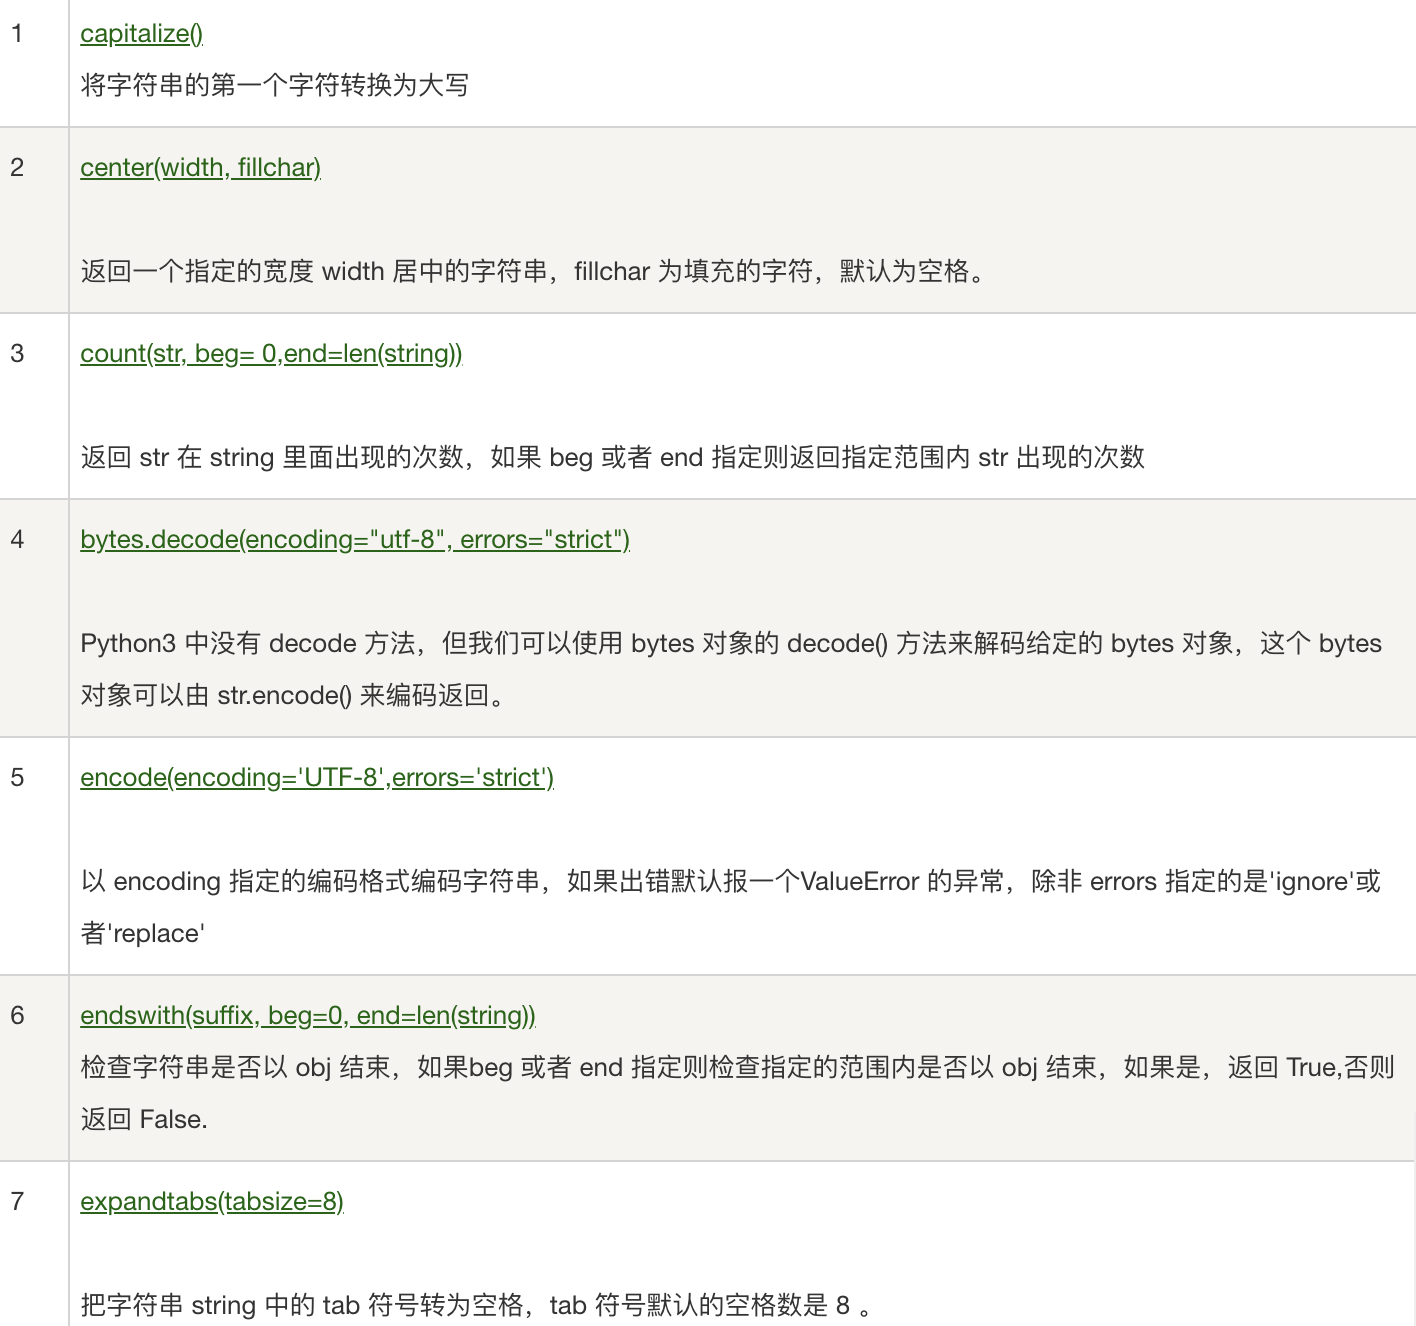 1 capitalize()
将字符串的第一个字符转换为大写
2 center(width, fillchar)
返回一个指定的宽度 width 居中的字符串，fillchar 为填充的字符，默认为空格。
3 count(str, beg= 0,end=len(string))
返回 str 在 string 里面出现的次数，如果 beg 或者 end 指定则返回指定范围内 str 出现的次数
4 bytes.decode(encoding="utf-8", errors="strict")
Python3 中没有 decode 方法，但我们可以使用 bytes 对象的 decode() 方法来解码给定的 bytes 对象，这个 bytes
对象可以由 str.encode() 来编码返回。
5 encode(encoding='UTF-8',errors='strict')
以 encoding 指定的编码格式编码字符串，如果出错默认报一个ValueError 的异常，除非 errors 指定的是'ignore'或
者'replace'
6 endswith(suffix, beg=0, end=len(string))
检查字符串是否以 obj 结束，如果beg 或者 end 指定则检查指定的范围内是否以 obj 结束，如果是，返回 True,否则
返回 False.
7 expandtabs(tabsize=8)
把字符串 string 中的 tab 符号转为空格，tab 符号默认的空格数是 8 。